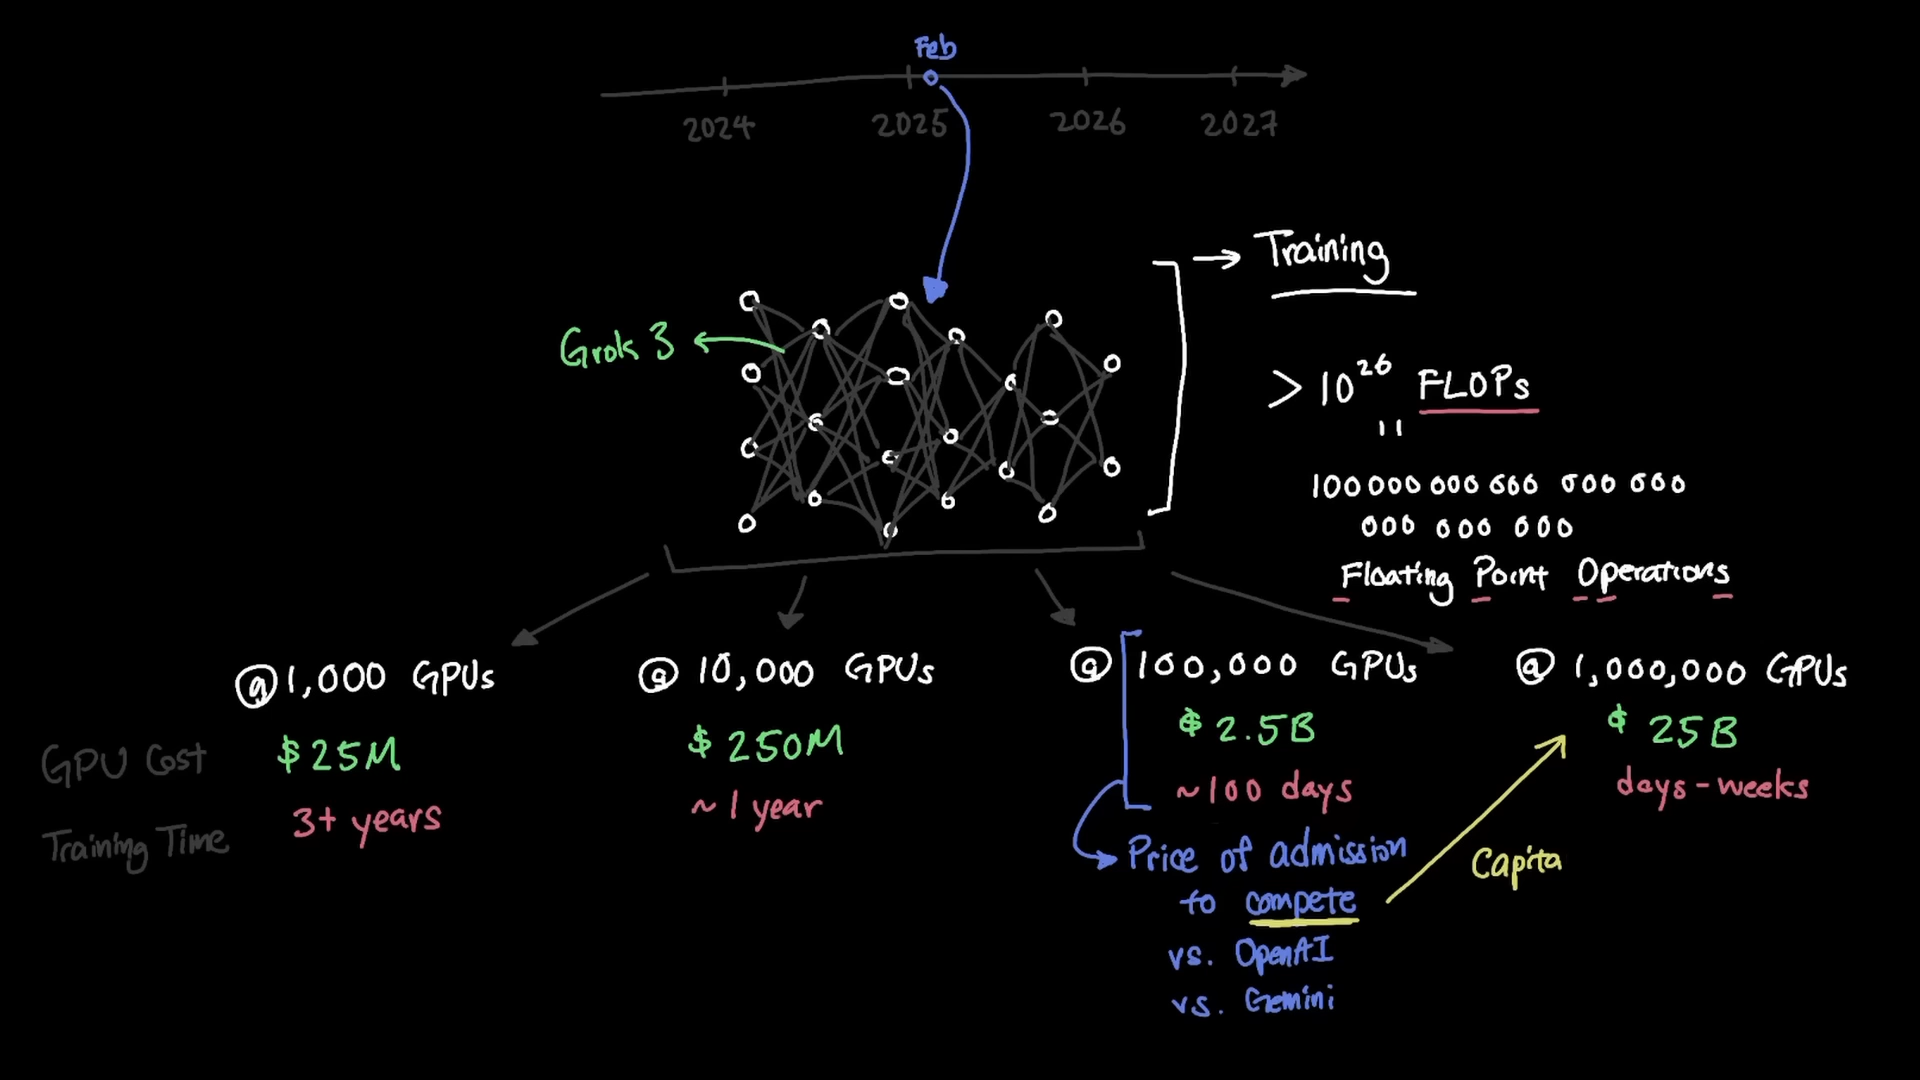 Feb
2024 2025 2026 2027
→ Training
Grok 3
> 10²⁶ FLOPs
11
100 000 000 000 000 000
000 000 000
Floating Point Operations
@ 1,000 GPUs
$25M
3+ years
@ 10,000 GPUs
$250M
~ 1 year
@ 100,000 GPUs
$2.5B
~100 days
@ 1,000,000 GPUs
$25B
days-weeks
GPU Cost
Training Time
Price of admission
to compete
vs. OpenAI
vs. Gemini
Capita